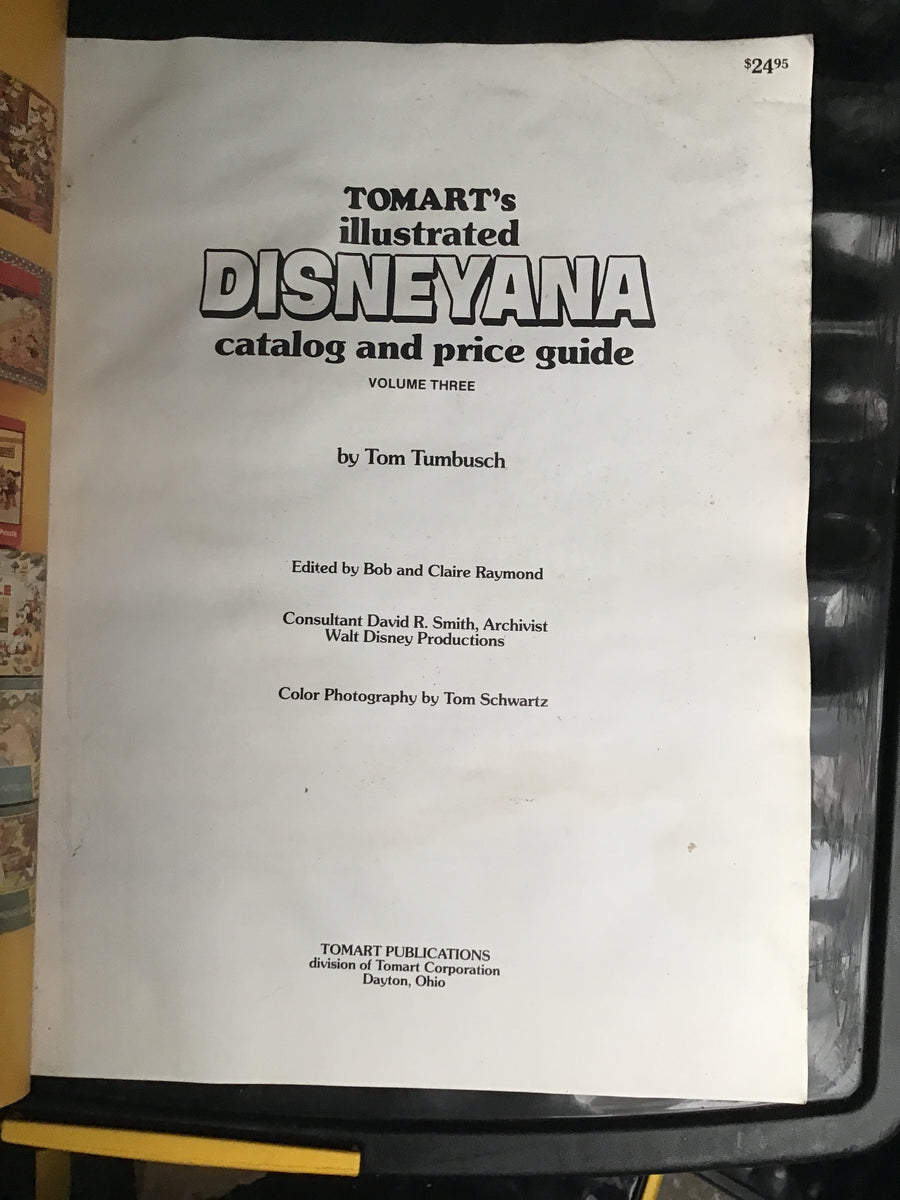 $24.95
TOMART's
illustrated
DISNEYANA
catalog and price guide
VOLUME THREE
by Tom Tumbusch
Edited by Bob and Claire Raymond
Consultant David R. Smith, Archivist
Walt Disney Productions
Color Photography by Tom Schwartz
TOMART PUBLICATIONS
division of Tomart Corporation
Dayton, Ohio
Puzzle